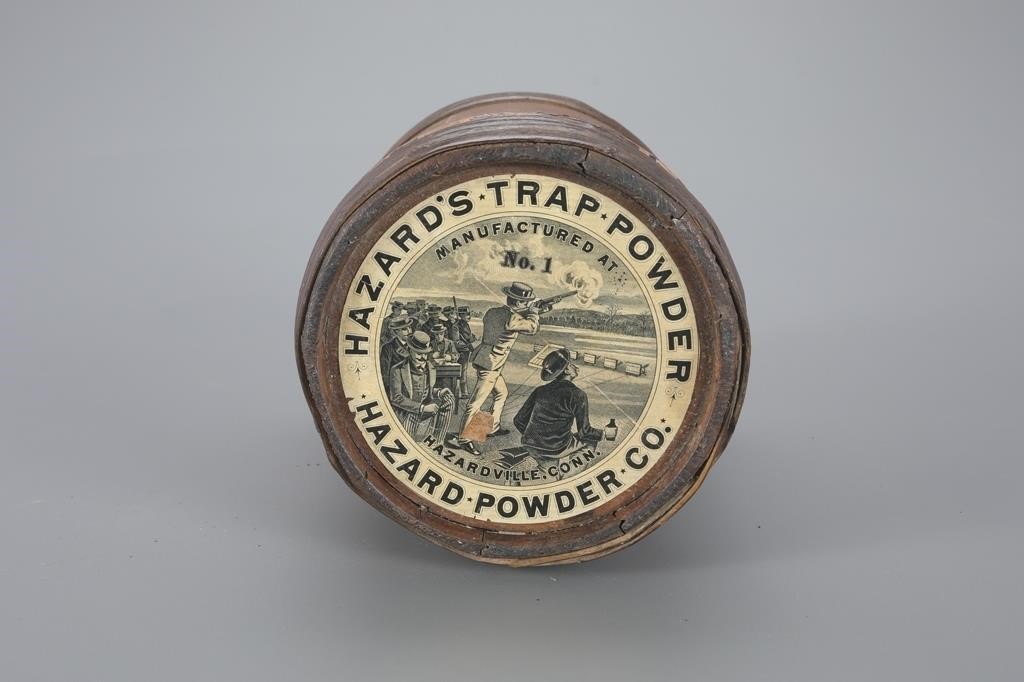 HAZARD'S · TRAP · POWDER
MANUFACTURED AT
No. 1
HAZARDVILLE, CONN.
HAZARD · POWDER · CO.